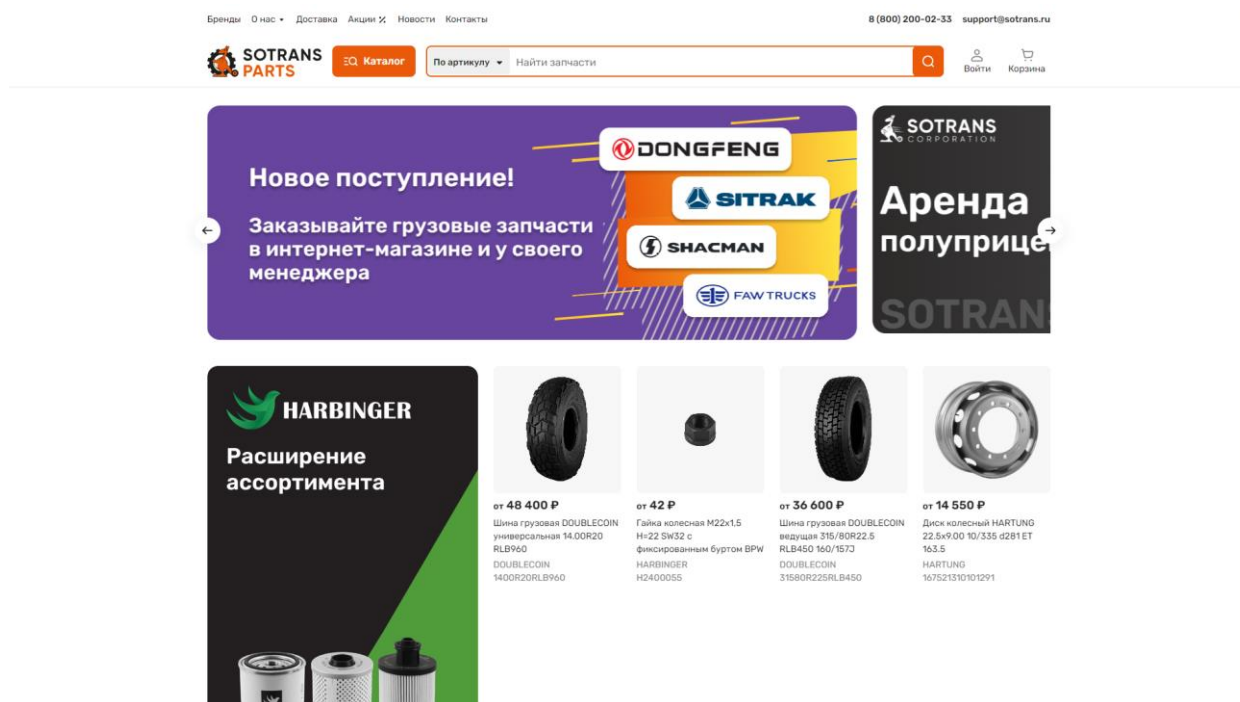 Бренды О нас Доставка Акции Новости Контакты 8 (800) 200-02-33 support@sotrans.ru
SOTRANS
PARTS
Каталог
По артикулу Найти запчасти
Войти
Корзина
Новое поступление!
Заказывайте грузовые запчасти
в интернет-магазине и у своего
менеджера
DONGFENG
SITRAK
SHACMAN
FAW TRUCKS
SOTRANS
CORPORATION
Аренда
полуприце
SOTRANS
HARBINGER
Расширение
ассортимента
от 48 400 ₽
Шина грузовая DOUBLECOIN
универсальная 14.00R20
RLB960
DOUBLECOIN
1400R20RLB960
от 42 ₽
Гайка колесная M22x1,5
H=22 SW32 с
фиксированным буртом BPW
HARBINGER
H2400055
от 36 600 ₽
Шина грузовая DOUBLECOIN
ведущая 315/80R22.5
RLB450 160/157J
DOUBLECOIN
31580R225RLB450
от 14 550 ₽
Диск колесный HARTUNG
22.5x9.00 10/335 d281 ET
163.5
HARTUNG
167521310101291